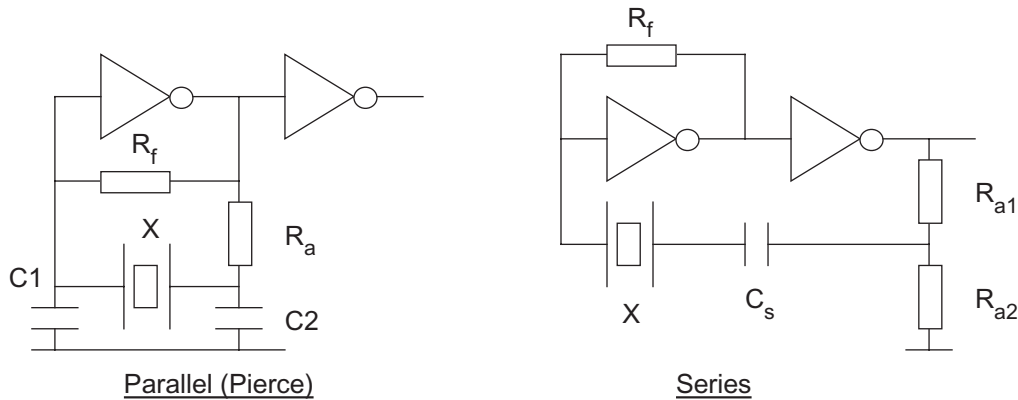 R_f
X
R_a
C1
C2
Parallel (Pierce)
R_f
R_a1
X
C_s
R_a2
Series